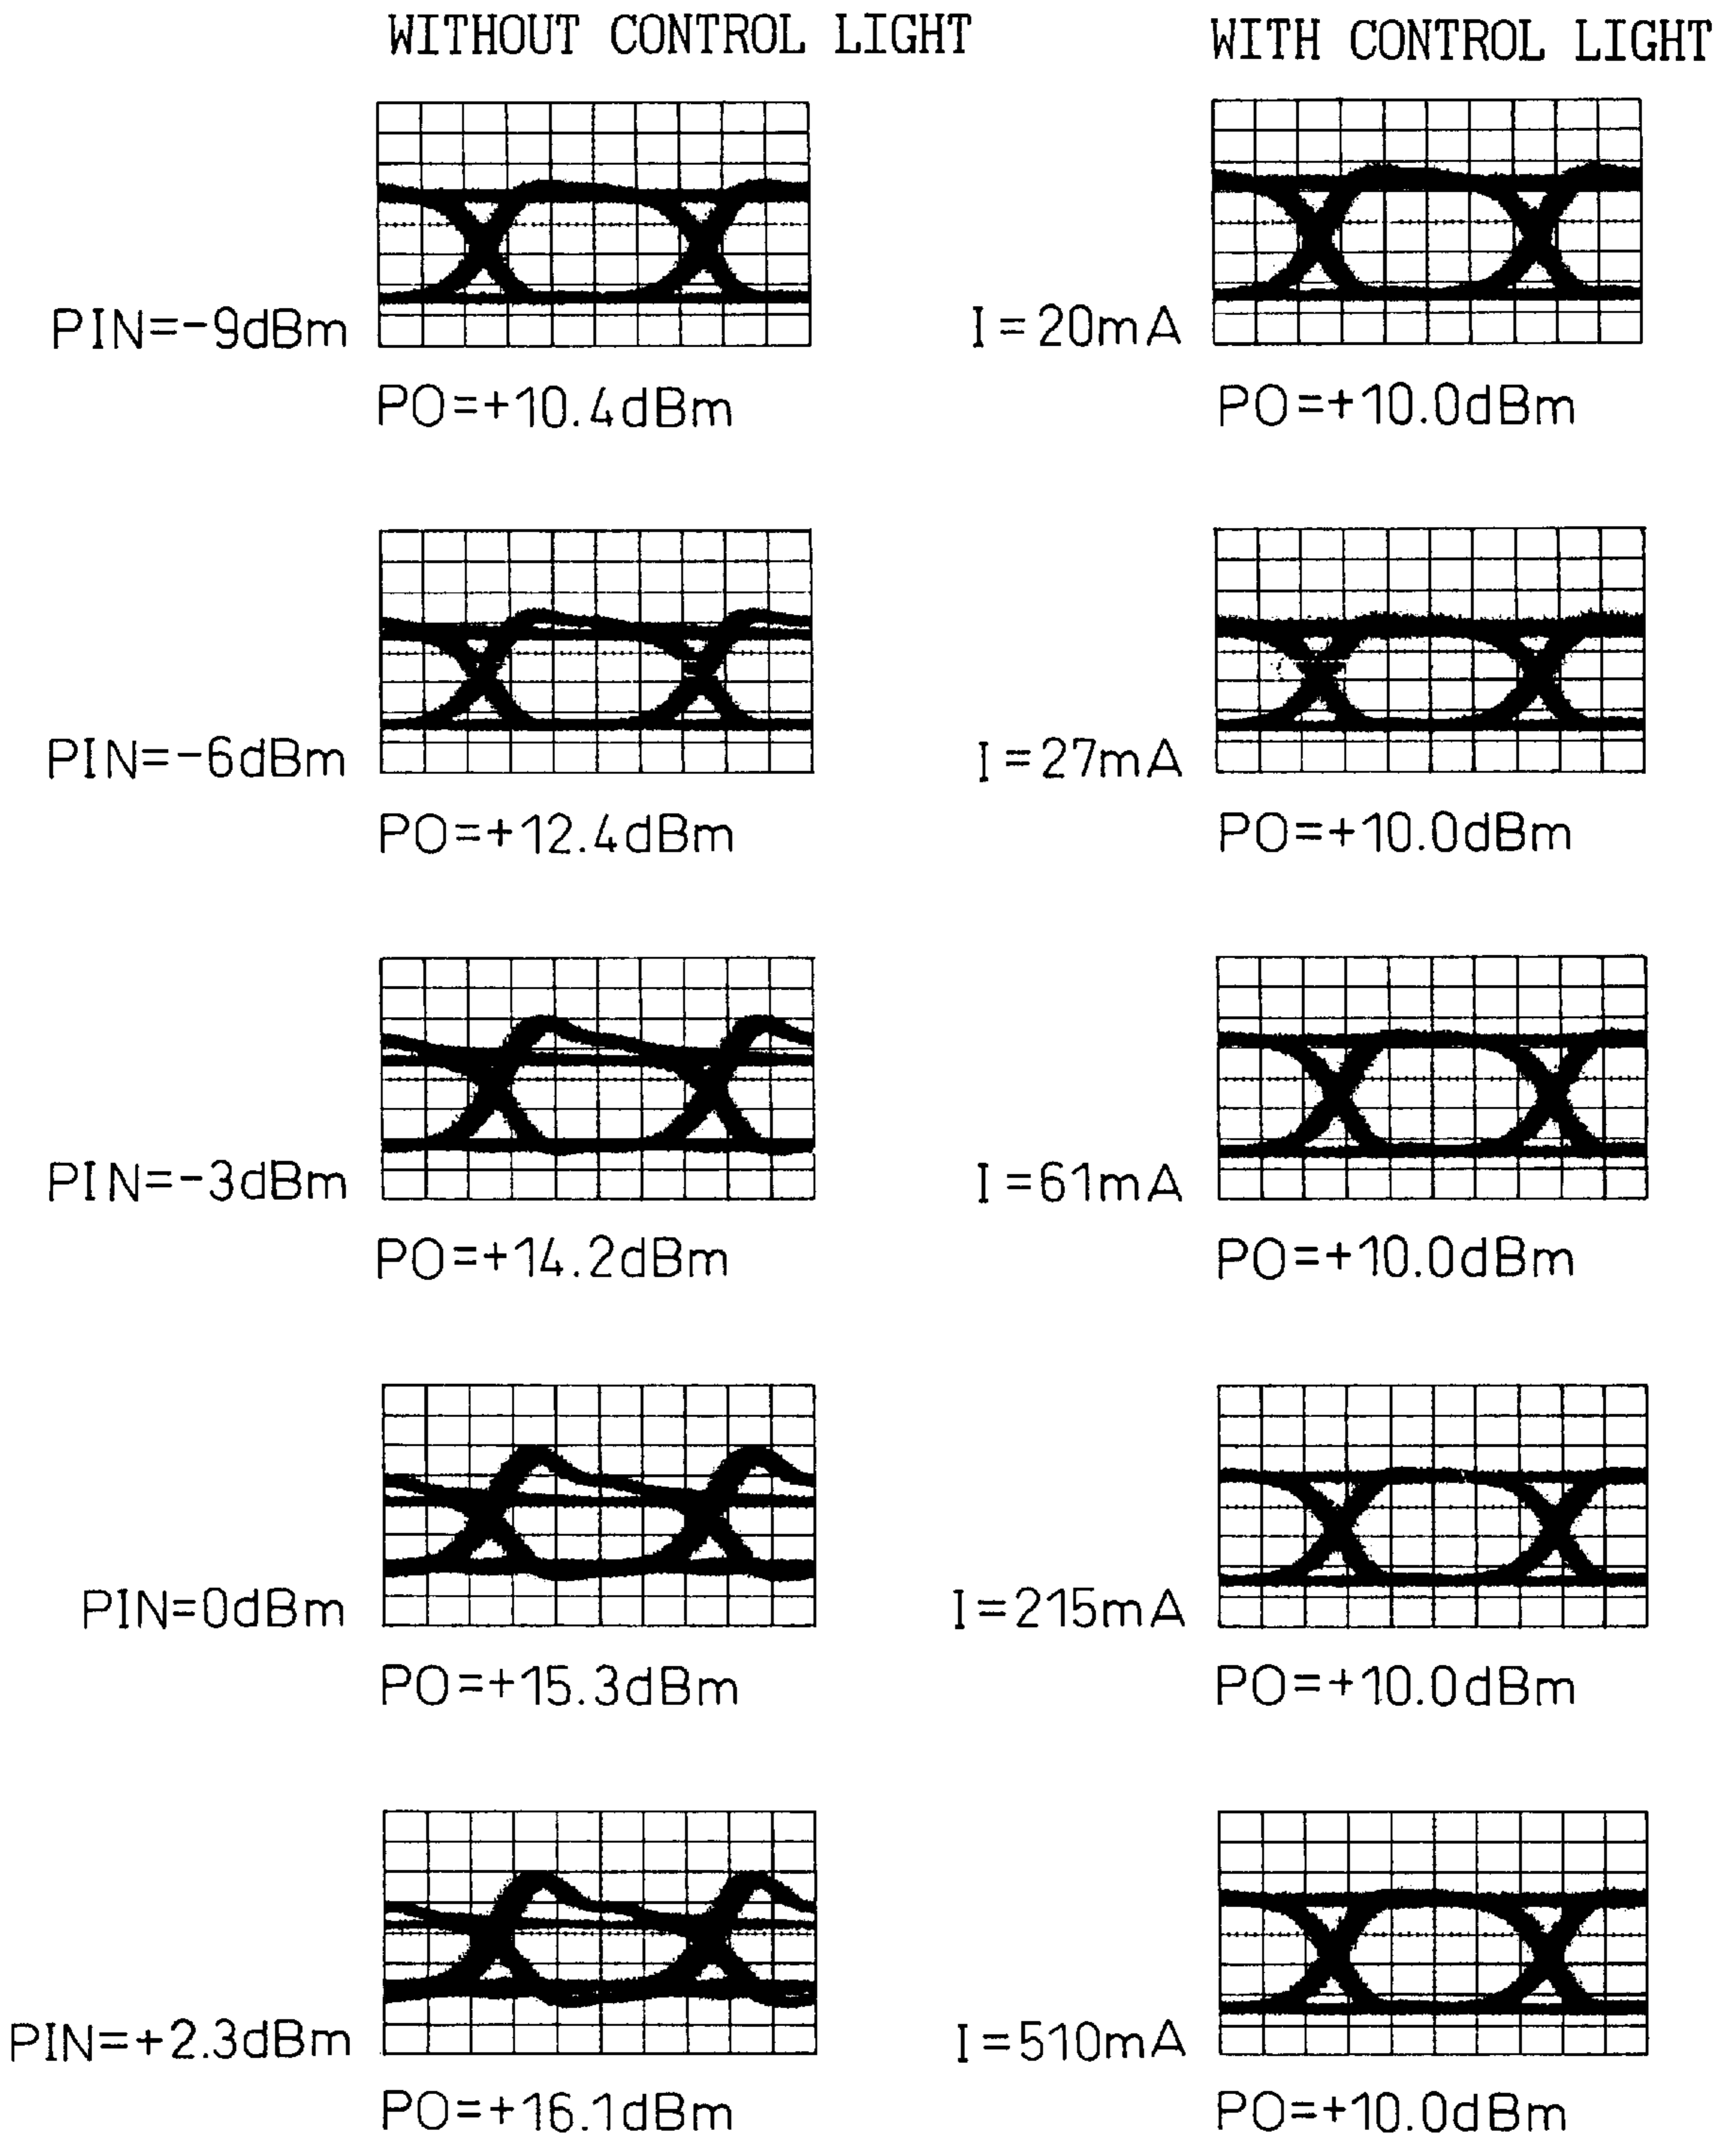 WITHOUT CONTROL LIGHT
WITH CONTROL LIGHT
PIN=-9dBm
PO=+10.4dBm
I=20mA
PO=+10.0dBm
PIN=-6dBm
PO=+12.4dBm
I=27mA
PO=+10.0dBm
PIN=-3dBm
PO=+14.2dBm
I=61mA
PO=+10.0dBm
PIN=0dBm
PO=+15.3dBm
I=215mA
PO=+10.0dBm
PIN=+2.3dBm
PO=+16.1dBm
I=510mA
PO=+10.0dBm